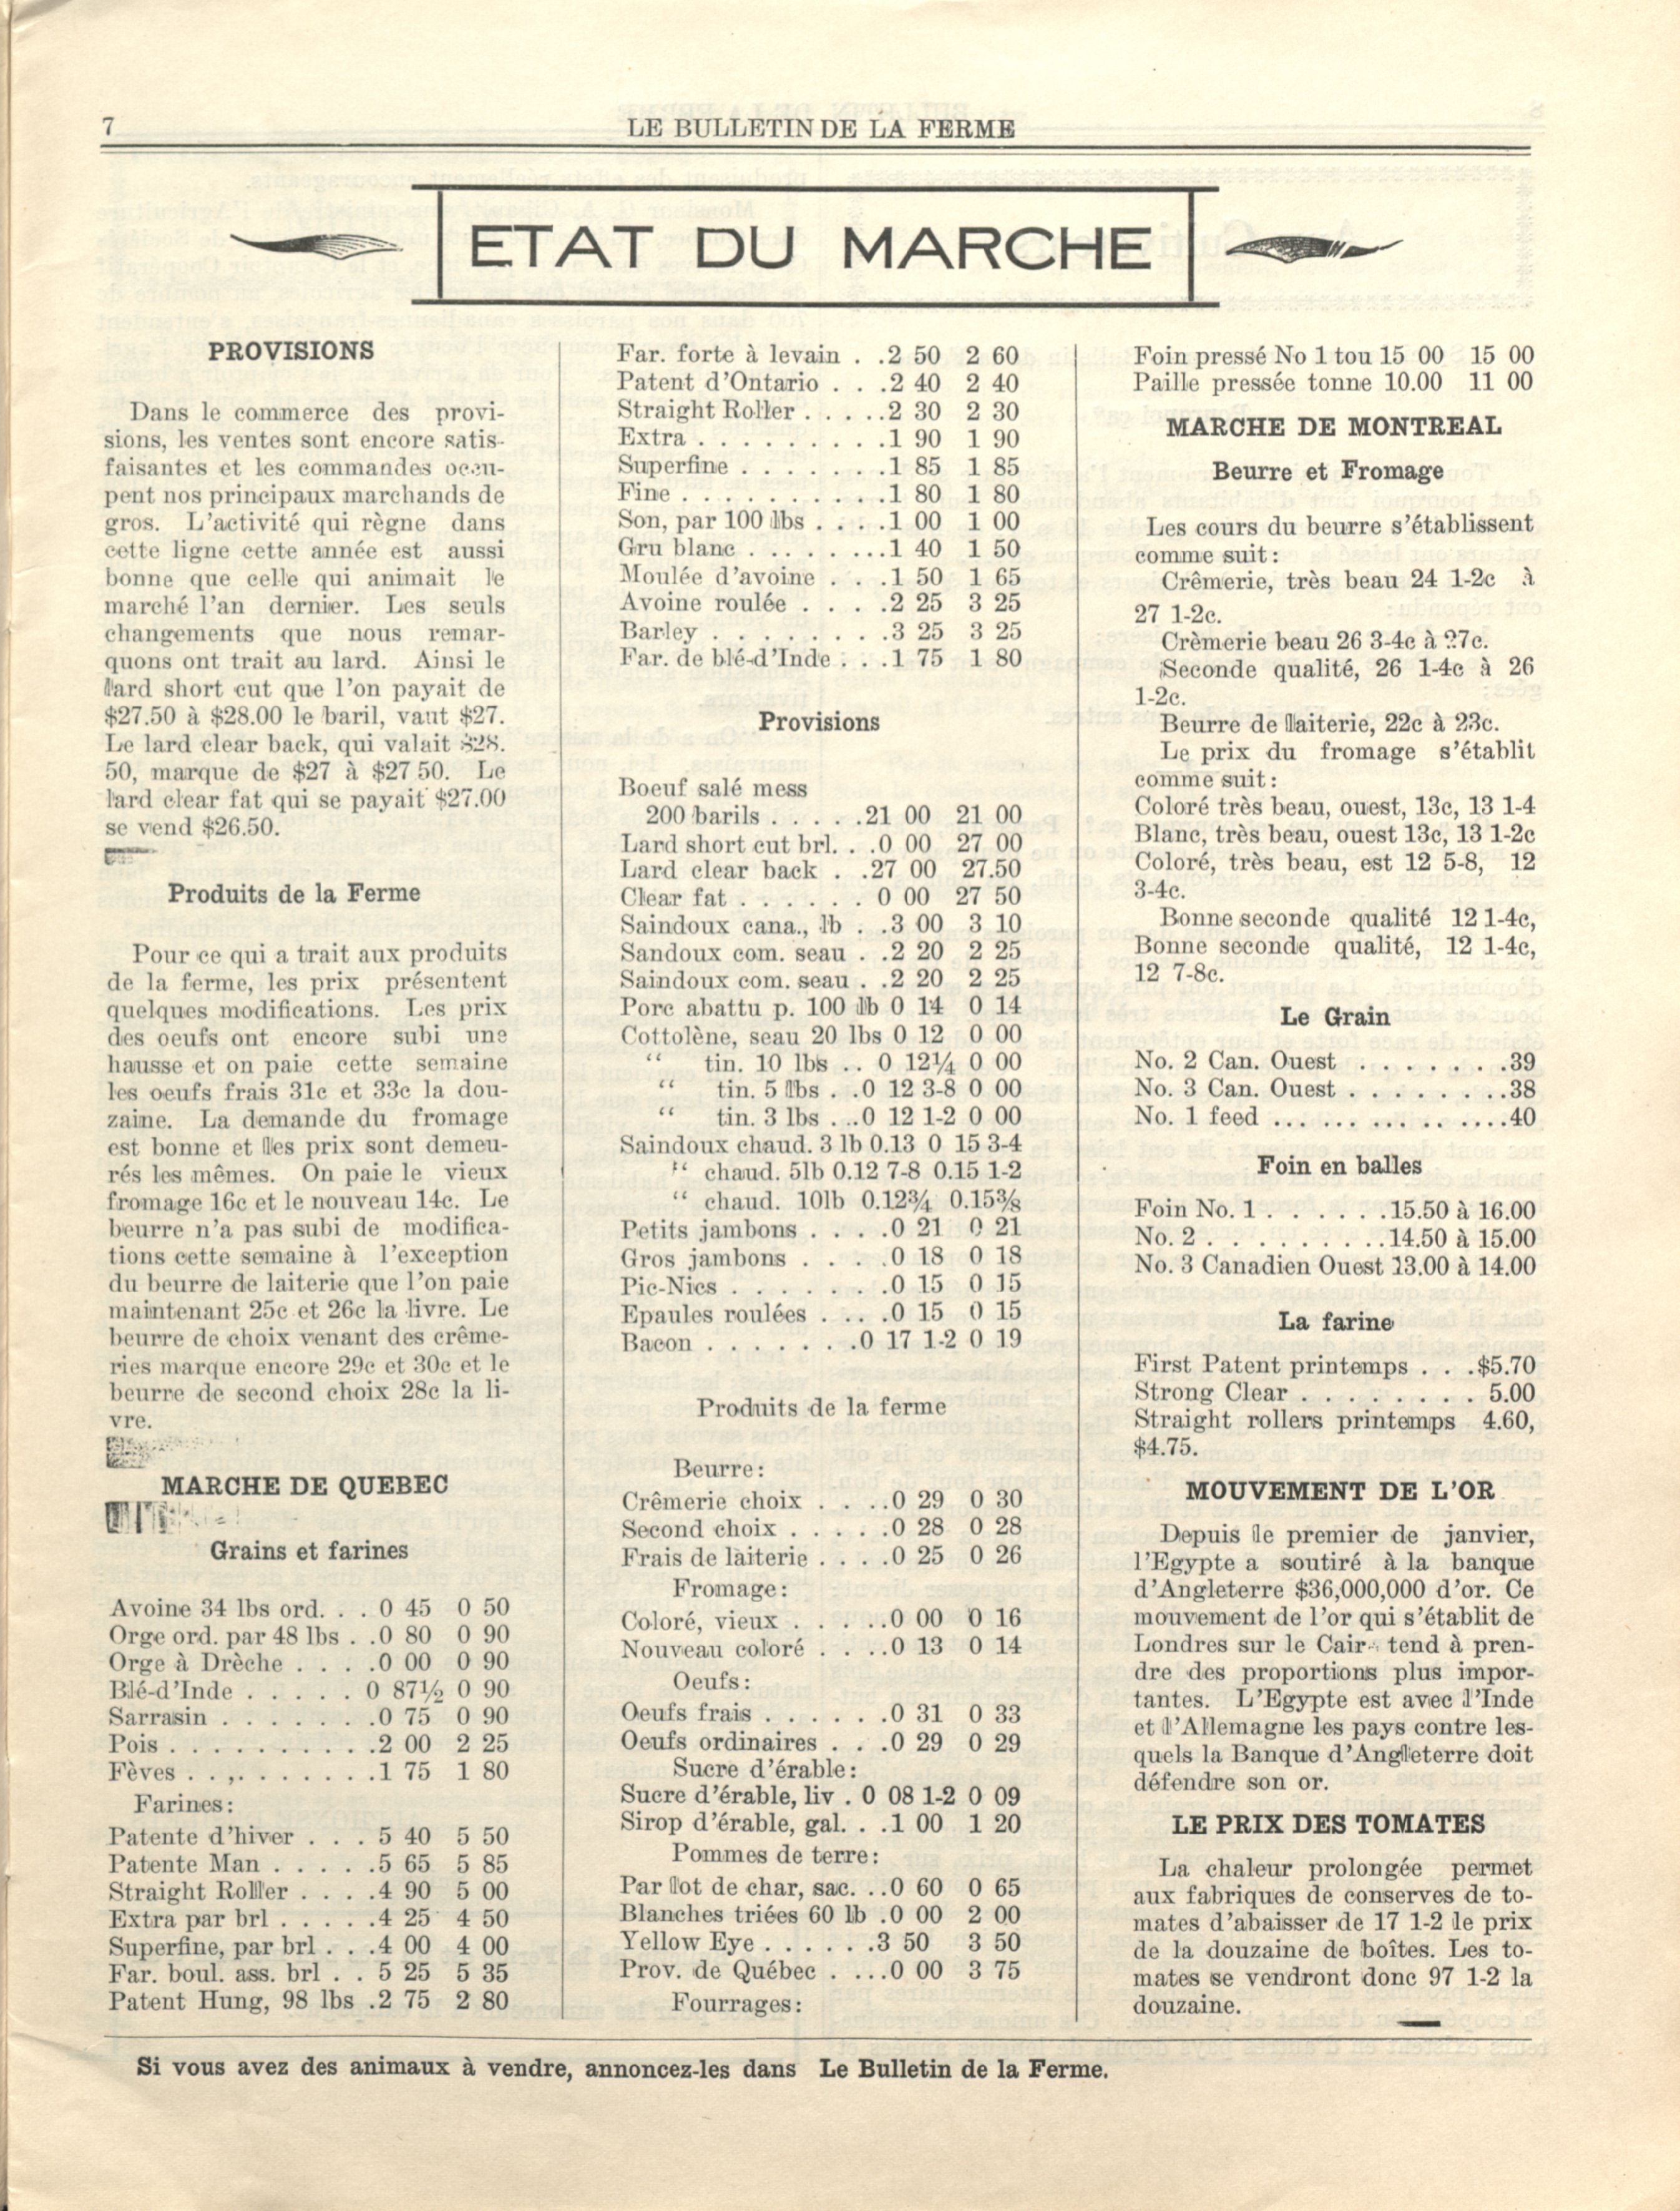 7
LE BULLETIN DE LA FERME
ETAT DU MARCHE
PROVISIONS
Dans le commerce des provi-
sions, les ventes sont encore satis-
faisantes et les commandes occu-
pent nos principaux marchands de
gros. L'activité qui règne dans
cette ligne cette année est aussi
bonne que celle qui animait le
marché l'an dernier. Les seuls
changements que nous remar-
quons ont trait au lard. Ainsi le
lard short cut que l'on payait de
$27.50 à $28.00 le baril, vaut $27.
Le lard clear back, qui valait $28.
50, marque de $27 à $27 50. Le
lard clear fat qui se payait $27.00
se vend $26.50.
Produits de la Ferme
Pour ce qui a trait aux produits
de la ferme, les prix présentent
quelques modifications. Les prix
des oeufs ont encore subi une
hausse et on paie cette semaine
les oeufs frais 31c et 33c la dou-
zaine. La demande du fromage
est bonne et les prix sont demeu-
rés les mêmes. On paie le vieux
fromage 16c et le nouveau 14c. Le
beurre n'a pas subi de modifica-
tions cette semaine à l'exception
du beurre de laiterie que l'on paie
maintenant 25c et 26c la livre. Le
beurre de choix venant des crême-
ries marque encore 29c et 30c et le
beurre de second choix 28c la li-
vre.
MARCHE DE QUEBEC
Grains et farines
Avoine 34 lbs ord. . . 0 45 0 50
Orge ord. par 48 lbs . .0 80 0 90
Orge à Drèche . . . .0 00 0 90
Blé-d'Inde . . . . . 0 87½ 0 90
Sarrasin . . . . . . .0 75 0 90
Pois . . . . . . . . . .2 00 2 25
Fèves . . ,. . . . . . .1 75 1 80
Farines:
Patente d'hiver . . . 5 40 5 50
Patente Man . . . . .5 65 5 85
Straight Roller . . . .4 90 5 00
Extra par brl . . . . .4 25 4 50
Superfine, par brl . . .4 00 4 00
Far. boul. ass. brl . . 5 25 5 35
Patent Hung, 98 lbs .2 75 2 80
Far. forte à levain . .2 50 2 60
Patent d'Ontario . . .2 40 2 40
Straight Roller . . . . .2 30 2 30
Extra . . . . . . . . .1 90 1 90
Superfine . . . . . . .1 85 1 85
Fine . . . . . . . . . .1 80 1 80
Son, par 100 lbs . . . .1 00 1 00
Gru blanc . . . . . . . .1 40 1 50
Moulée d'avoine . . .1 50 1 65
Avoine roulée . . . .2 25 3 25
Barley . . . . . . . .3 25 3 25
Far. de blé-d'Inde . . .1 75 1 80
Provisions
Boeuf salé mess
200 barils . . . . .21 00 21 00
Lard short cut brl. . .0 00 27 00
Lard clear back . .27 00 27.50
Clear fat . . . . . . 0 00 27 50
Saindoux cana., lb . .3 00 3 10
Sandoux com. seau . .2 20 2 25
Saindoux com. seau . .2 20 2 25
Porc abattu p. 100 lb 0 14 0 14
Cottolène, seau 20 lbs 0 12 0 00
" tin. 10 lbs .. 0 12¼ 0 00
" tin. 5 lbs . .0 12 3-8 0 00
" tin. 3 lbs . ..0 12 1-2 0 00
Saindoux chaud. 3 lb 0.13 0 15 3-4
" chaud. 5lb 0.12 7-8 0.15 1-2
" chaud. 10lb 0.12¾ 0.15⅜
Petits jambons . . . .0 21 0 21
Gros jambons . . . .0 18 0 18
Pic-Nics . . . . . . .0 15 0 15
Epaules roulées . . . .0 15 0 15
Bacon . . . . . . .0 17 1-2 0 19
Produits de la ferme
Beurre:
Crêmerie choix . . . .0 29 0 30
Second choix . . . . .0 28 0 28
Frais de laiterie . . . .0 25 0 26
Fromage:
Coloré, vieux . . . . ..0 00 0 16
Nouveau coloré . . ..0 13 0 14
Oeufs:
Oeufs frais . . . . . .0 31 0 33
Oeufs ordinaires . . .0 29 0 29
Sucre d'érable:
Sucre d'érable, liv . 0 08 1-2 0 09
Sirop d'érable, gal. . .1 00 1 20
Pommes de terre:
Par lot de char, sac. . .0 60 0 65
Blanches triées 60 lb .0 00 2 00
Yellow Eye . . . . . .3 50 3 50
Prov. de Québec . ...0 00 3 75
Fourrages:
Foin pressé No 1 tou 15 00 15 00
Paille pressée tonne 10.00 11 00
MARCHE DE MONTREAL
Beurre et Fromage
Les cours du beurre s'établissent
comme suit:
Crêmerie, très beau 24 1-2c à
27 1-2c.
Crèmerie beau 26 3-4c à 27c.
Seconde qualité, 26 1-4c à 26
1-2c.
Beurre de laiterie, 22c à 23c.
Le prix du fromage s'établit
comme suit:
Coloré très beau, ouest, 13c, 13 1-4
Blanc, très beau, ouest 13c, 13 1-2c
Coloré, très beau, est 12 5-8, 12
3-4c.
Bonne seconde qualité 12 1-4c,
Bonne seconde qualité, 12 1-4c,
12 7-8c.
Le Grain
No. 2 Can. Ouest . . . . . . . .39
No. 3 Can. Ouest . . . . . . . . .38
No. 1 feed ... ... ... .. ....40
Foin en balles
Foin No. 1 . . . . . . .15.50 à 16.00
No. 2 . . . . . . . . . .14.50 à 15.00
No. 3 Canadien Ouest 13.00 à 14.00
La farine
First Patent printemps . . .$5.70
Strong Clear . . . . . . . . 5.00
Straight rollers printemps 4.60,
$4.75.
MOUVEMENT DE L'OR
Depuis le premier de janvier,
l'Egypte a soutiré à la banque
d'Angleterre $36,000,000 d'or. Ce
mouvement de l'or qui s'établit de
Londres sur le Cair tend à pren-
dre des proportions plus impor-
tantes. L'Egypte est avec l'Inde
et l'Allemagne les pays contre les-
quels la Banque d'Angleterre doit
défendre son or.
LE PRIX DES TOMATES
La chaleur prolongée permet
aux fabriques de conserves de to-
mates d'abaisser de 17 1-2 le prix
de la douzaine de boîtes. Les to-
mates se vendront donc 97 1-2 la
douzaine.
Si vous avez des animaux à vendre, annoncez-les dans Le Bulletin de la Ferme.